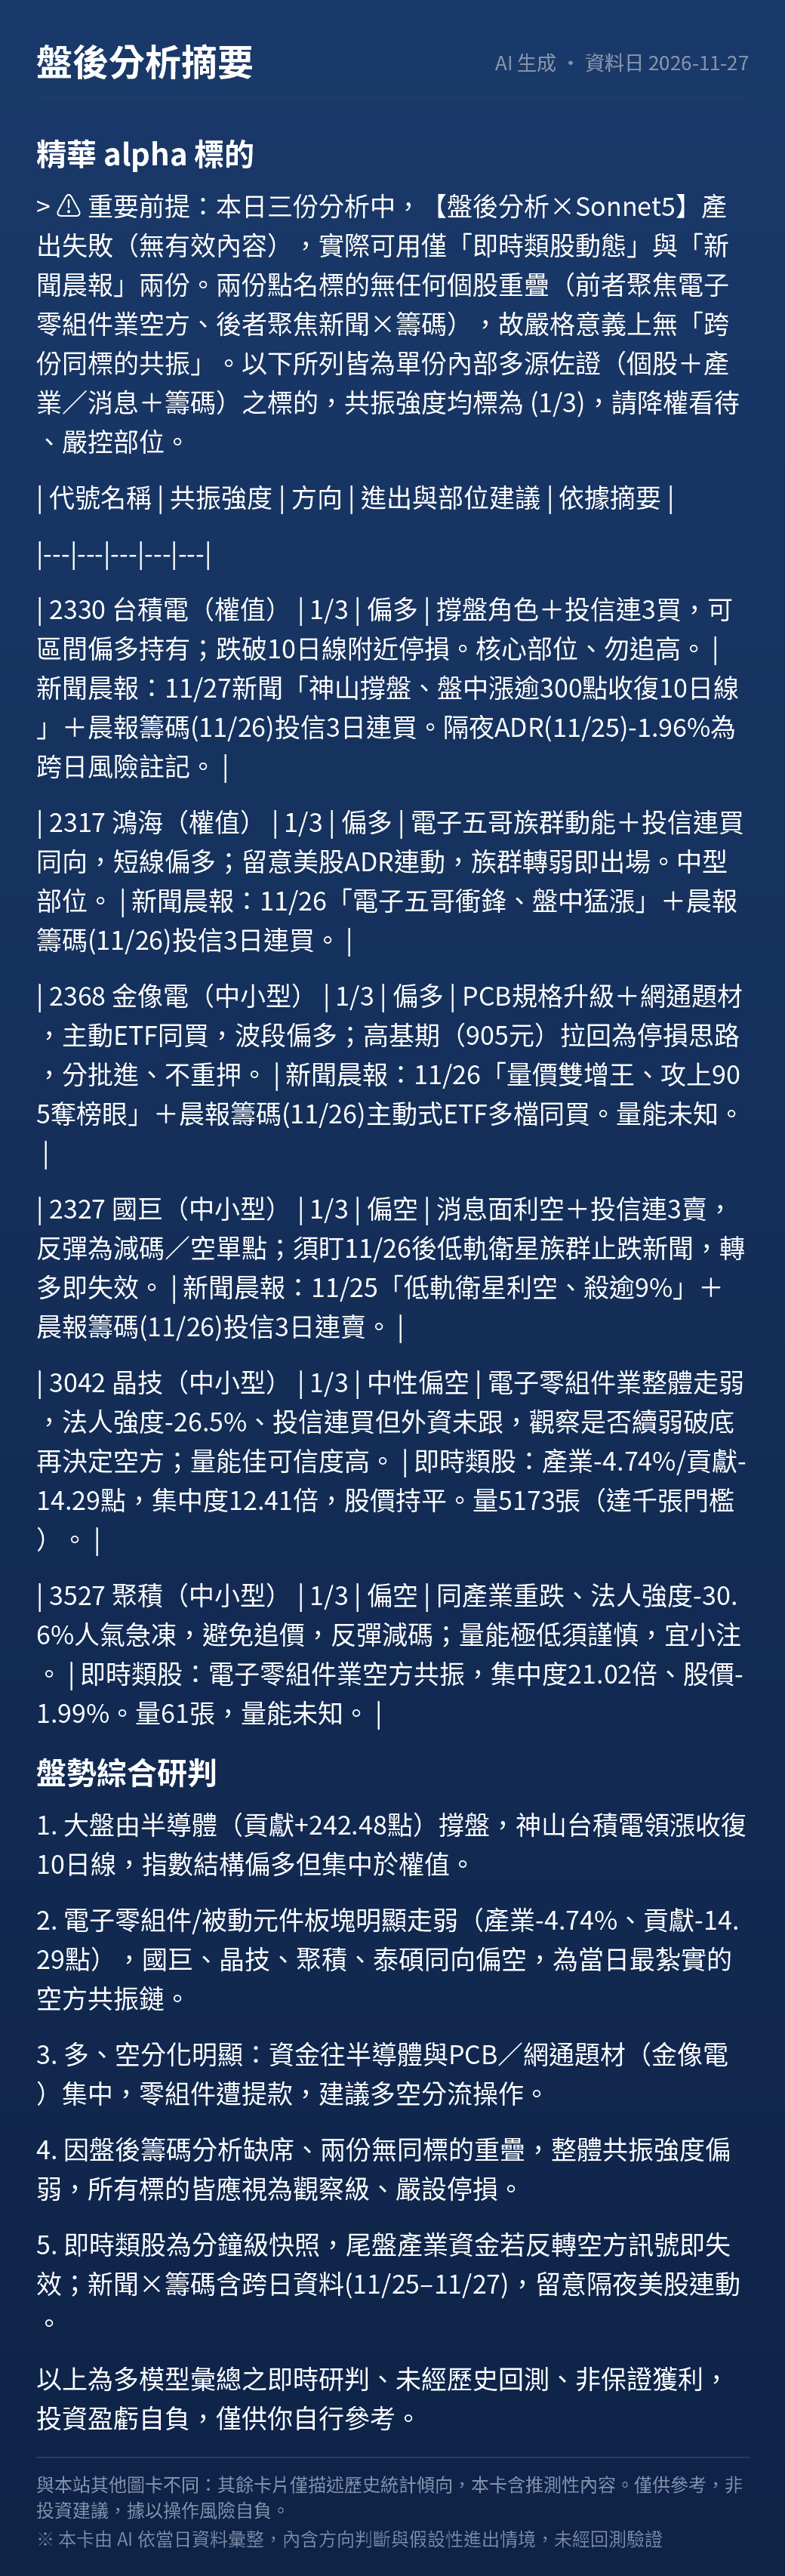 盤後分析摘要
AI 生成 ・ 資料日 2026-11-27
精華 alpha 標的
> ⚠ 重要前提：本日三份分析中，【盤後分析×Sonnet5】產
出失敗（無有效內容），實際可用僅「即時類股動態」與「新
聞晨報」兩份。兩份點名標的無任何個股重疊（前者聚焦電子
零組件業空方、後者聚焦新聞×籌碼），故嚴格意義上無「跨
份同標的共振」。以下所列皆為單份內部多源佐證（個股＋產
業／消息＋籌碼）之標的，共振強度均標為 (1/3)，請降權看待
、嚴控部位。
| 代號名稱 | 共振強度 | 方向 | 進出與部位建議 | 依據摘要 |
|---|---|---|---|---|
| 2330 台積電（權值） | 1/3 | 偏多 | 撐盤角色＋投信連3買，可
區間偏多持有；跌破10日線附近停損。核心部位、勿追高。 |
新聞晨報：11/27新聞「神山撐盤、盤中漲逾300點收復10日線
」＋晨報籌碼(11/26)投信3日連買。隔夜ADR(11/25)-1.96%為
跨日風險註記。 |
| 2317 鴻海（權值） | 1/3 | 偏多 | 電子五哥族群動能＋投信連買
同向，短線偏多；留意美股ADR連動，族群轉弱即出場。中型
部位。 | 新聞晨報：11/26「電子五哥衝鋒、盤中猛漲」＋晨報
籌碼(11/26)投信3日連買。 |
| 2368 金像電（中小型） | 1/3 | 偏多 | PCB規格升級＋網通題材
，主動ETF同買，波段偏多；高基期（905元）拉回為停損思路
，分批進、不重押。 | 新聞晨報：11/26「量價雙增王、攻上90
5奪榜眼」＋晨報籌碼(11/26)主動式ETF多檔同買。量能未知。
|
| 2327 國巨（中小型） | 1/3 | 偏空 | 消息面利空＋投信連3賣，
反彈為減碼／空單點；須盯11/26後低軌衛星族群止跌新聞，轉
多即失效。 | 新聞晨報：11/25「低軌衛星利空、殺逾9%」＋
晨報籌碼(11/26)投信3日連賣。 |
| 3042 晶技（中小型） | 1/3 | 中性偏空 | 電子零組件業整體走弱
，法人強度-26.5%、投信連買但外資未跟，觀察是否續弱破底
再決定空方；量能佳可信度高。 | 即時類股：產業-4.74%/貢獻-
14.29點，集中度12.41倍，股價持平。量5173張（達千張門檻
）。 |
| 3527 聚積（中小型） | 1/3 | 偏空 | 同產業重跌、法人強度-30.
6%人氣急凍，避免追價，反彈減碼；量能極低須謹慎，宜小注
。 | 即時類股：電子零組件業空方共振，集中度21.02倍、股價-
1.99%。量61張，量能未知。 |
盤勢綜合研判
1. 大盤由半導體（貢獻+242.48點）撐盤，神山台積電領漲收復
10日線，指數結構偏多但集中於權值。
2. 電子零組件/被動元件板塊明顯走弱（產業-4.74%、貢獻-14.
29點），國巨、晶技、聚積、泰碩同向偏空，為當日最紮實的
空方共振鏈。
3. 多、空分化明顯：資金往半導體與PCB／網通題材（金像電
）集中，零組件遭提款，建議多空分流操作。
4. 因盤後籌碼分析缺席、兩份無同標的重疊，整體共振強度偏
弱，所有標的皆應視為觀察級、嚴設停損。
5. 即時類股為分鐘級快照，尾盤產業資金若反轉空方訊號即失
效；新聞×籌碼含跨日資料(11/25–11/27)，留意隔夜美股連動
。
以上為多模型彙總之即時研判、未經歷史回測、非保證獲利，
投資盈虧自負，僅供你自行參考。
與本站其他圖卡不同：其餘卡片僅描述歷史統計傾向，本卡含推測性內容。僅供參考，非
投資建議，據以操作風險自負。
※ 本卡由 AI 依當日資料彙整，內含方向判斷與假設性進出情境，未經回測驗證